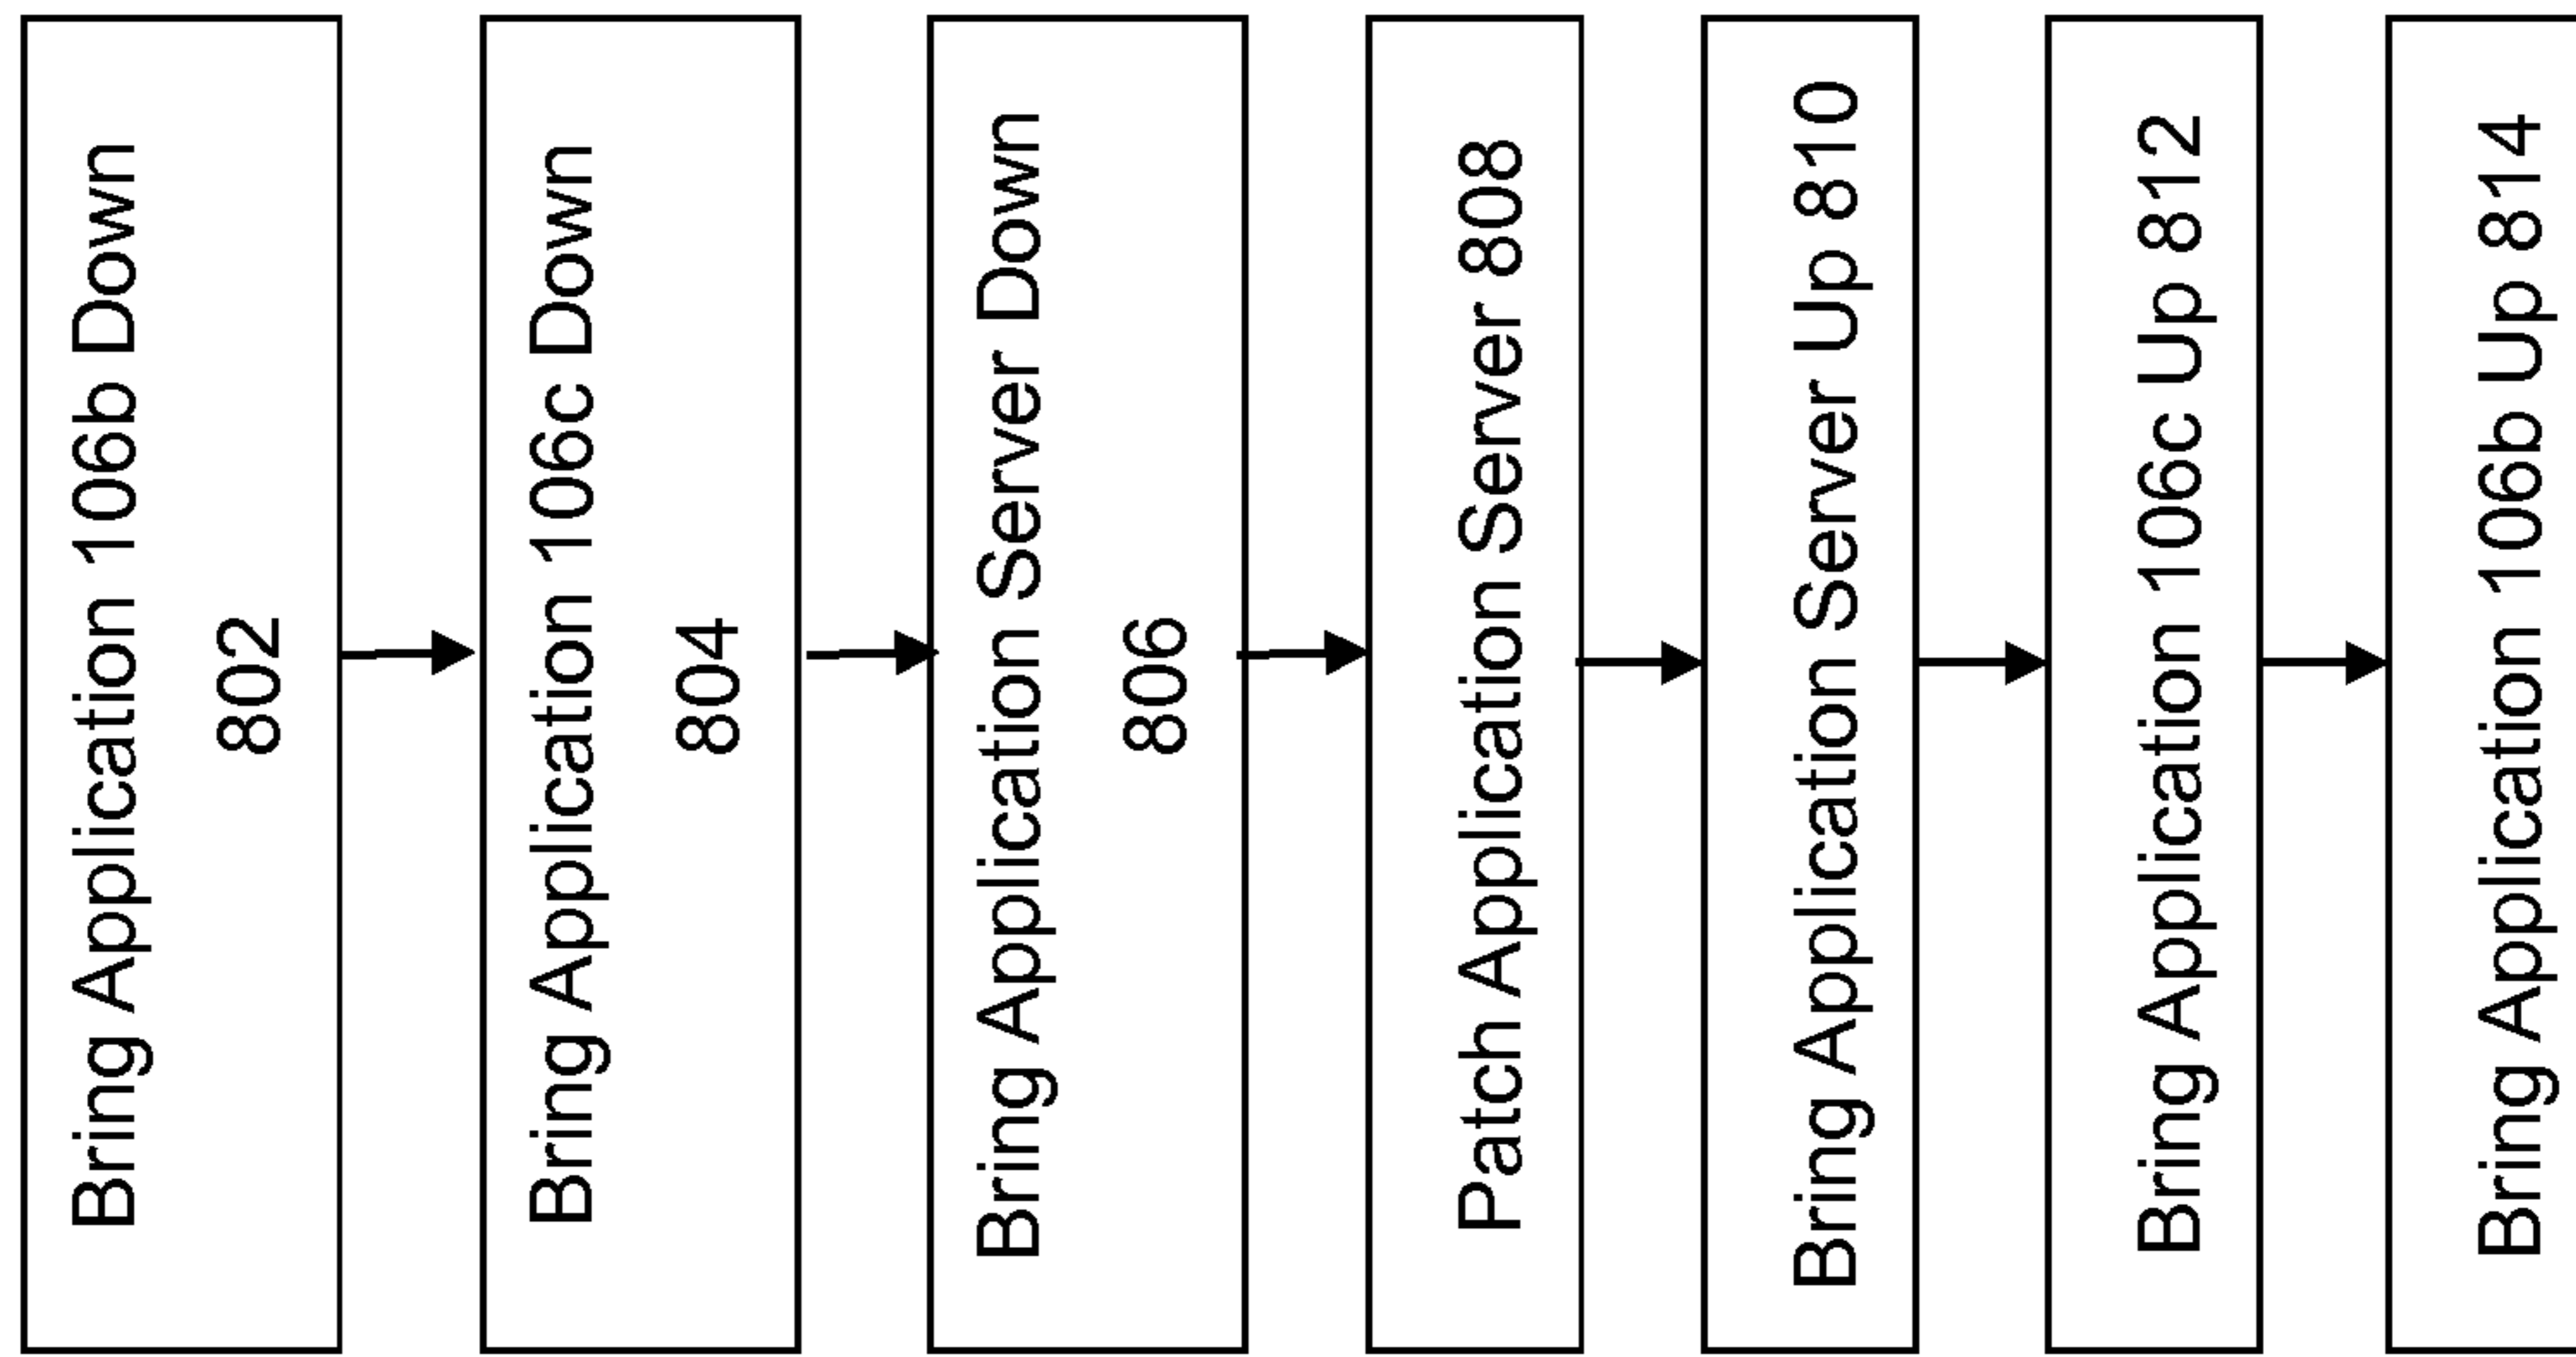 Bring Application 106b Down
802
Bring Application 106c Down
804
Bring Application Server Down
806
Patch Application Server 808
Bring Application Server Up 810
Bring Application 106c Up 812
Bring Application 106b Up 814